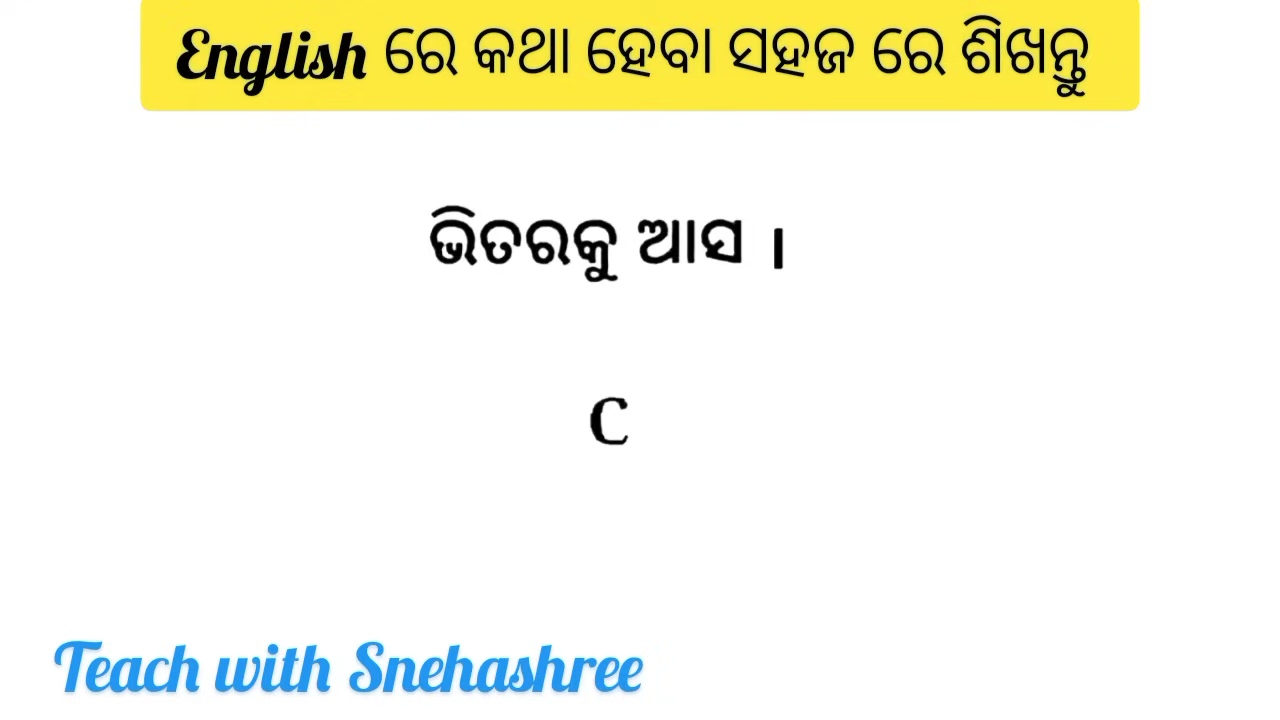 English ରେ କଥା ହେବା ସହଜ ରେ ଶିଖନ୍ତୁ
ଭିତରକୁ ଆସ ।
C
Teach with Snehashree